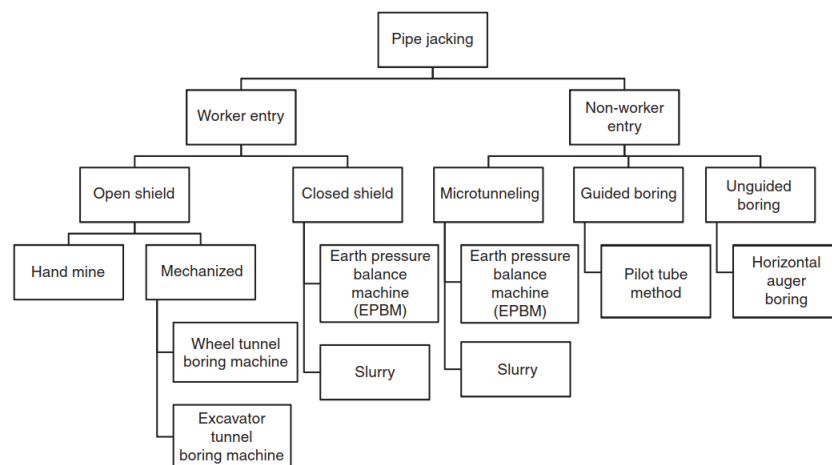 Pipe jacking
Worker entry
Non-worker
entry
Open shield
Closed shield
Microtunneling
Guided boring
Unguided
boring
Hand mine
Mechanized
Earth pressure
balance
machine
(EPBM)
Earth pressure
balance
machine
(EPBM)
Pilot tube
method
Horizontal
auger
boring
Wheel tunnel
boring machine
Slurry
Slurry
Excavator
tunnel
boring machine